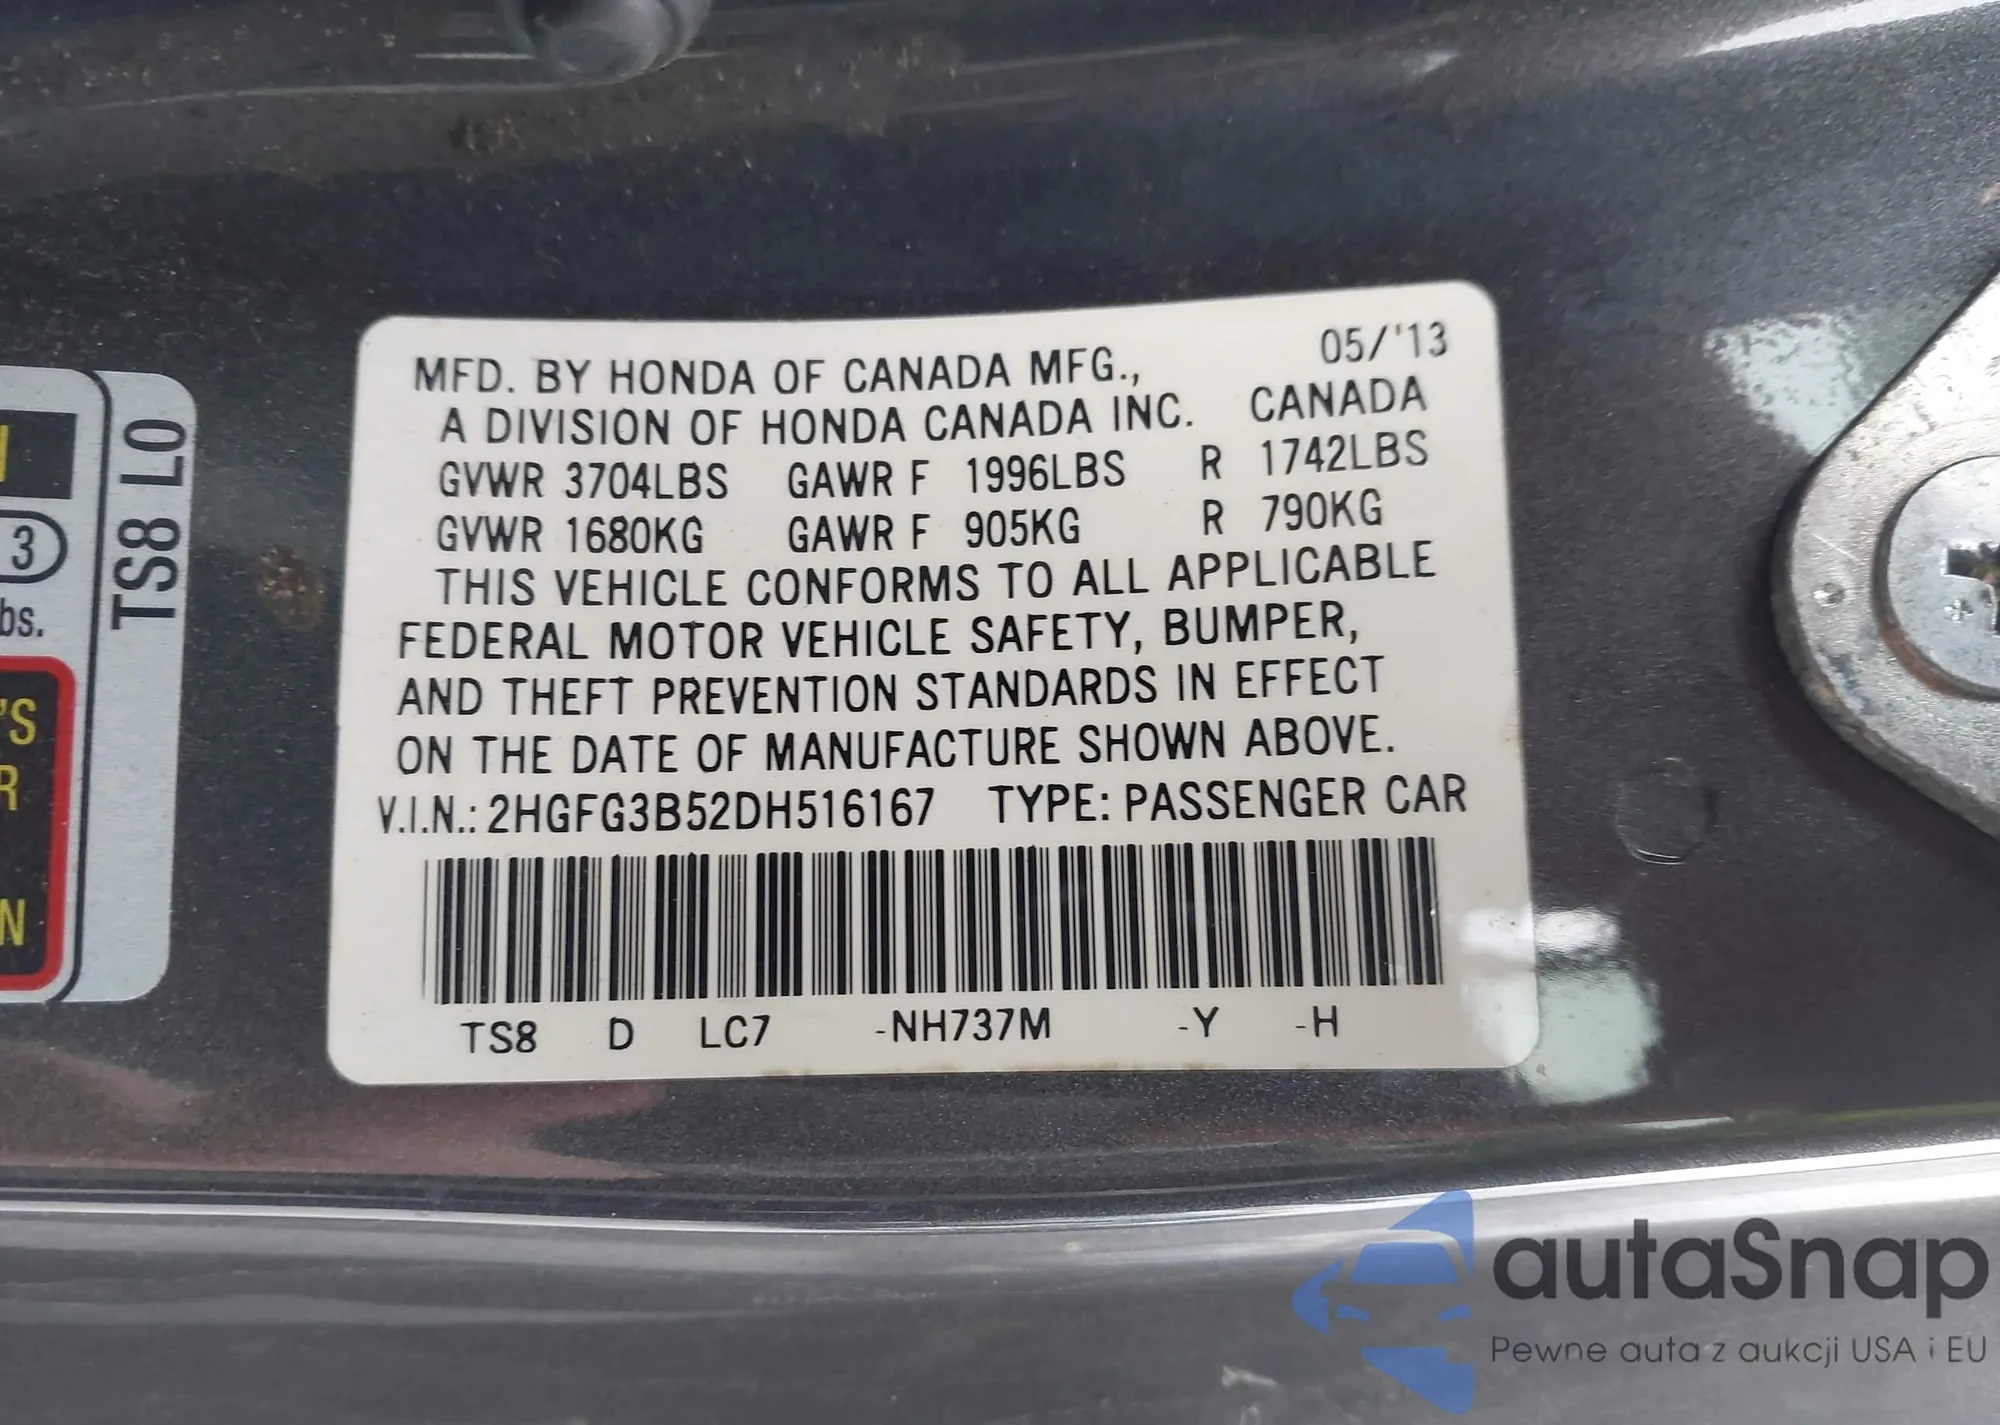 MFD. BY HONDA OF CANADA MFG., 05/'13
A DIVISION OF HONDA CANADA INC. CANADA
GVWR 3704LBS GAWR F 1996LBS R 1742LBS
GVWR 1680KG GAWR F 905KG R 790KG
THIS VEHICLE CONFORMS TO ALL APPLICABLE
FEDERAL MOTOR VEHICLE SAFETY, BUMPER,
AND THEFT PREVENTION STANDARDS IN EFFECT
ON THE DATE OF MANUFACTURE SHOWN ABOVE.
V.I.N.: 2HGFG3B52DH516167 TYPE: PASSENGER CAR
TS8 D LC7 -NH737M -Y -H
TS8 L0
3
bs.
'S
R
N
autaSnap
Pewne auta z aukcji USA i EU